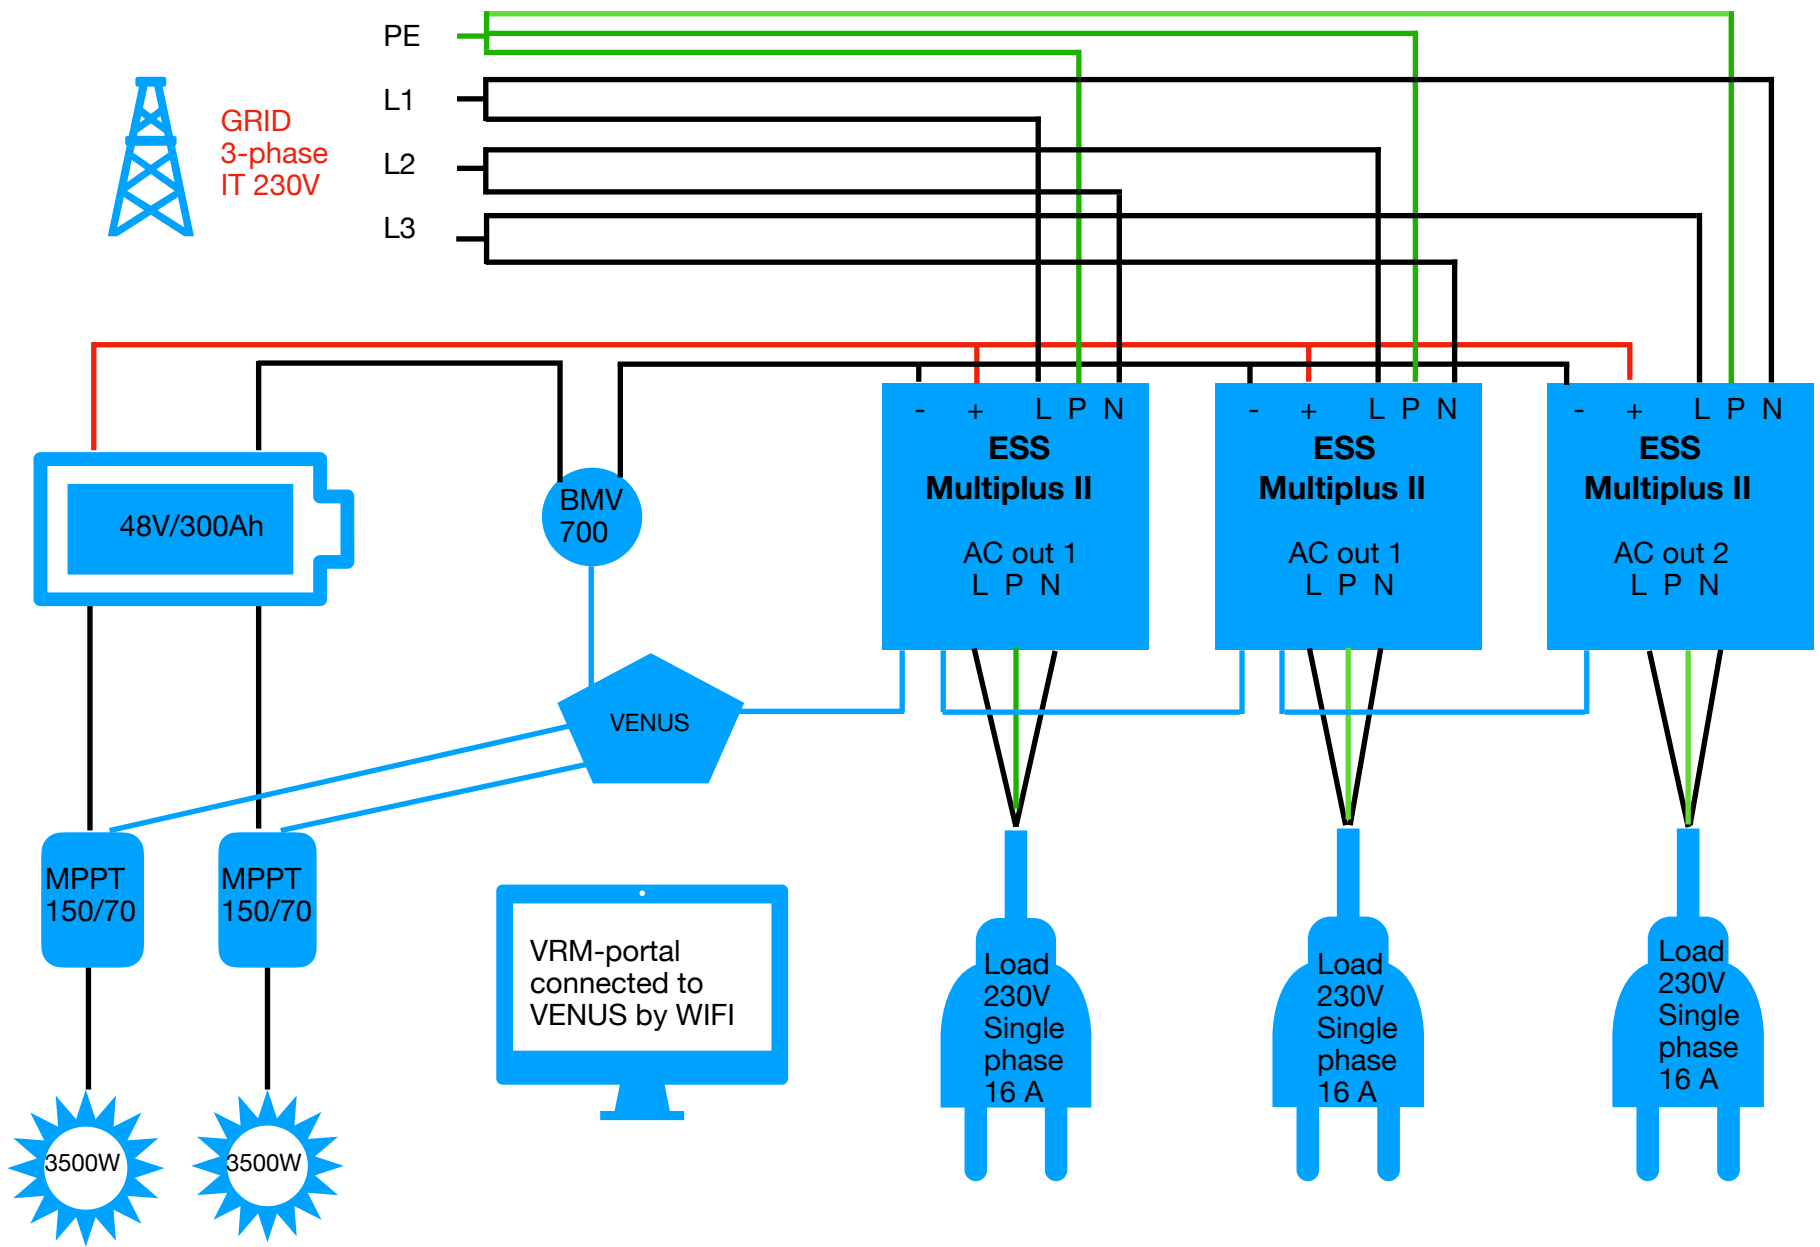 PE
L1
L2
L3
GRID
3-phase
IT 230V
- + L P N
ESS
Multiplus II
AC out 1
L P N
- + L P N
ESS
Multiplus II
AC out 1
L P N
- + L P N
ESS
Multiplus II
AC out 2
L P N
48V/300Ah
BMV
700
VENUS
MPPT
150/70
MPPT
150/70
VRM-portal
connected to
VENUS by WIFI
Load
230V
Single
phase
16 A
Load
230V
Single
phase
16 A
Load
230V
Single
phase
16 A
3500W
3500W